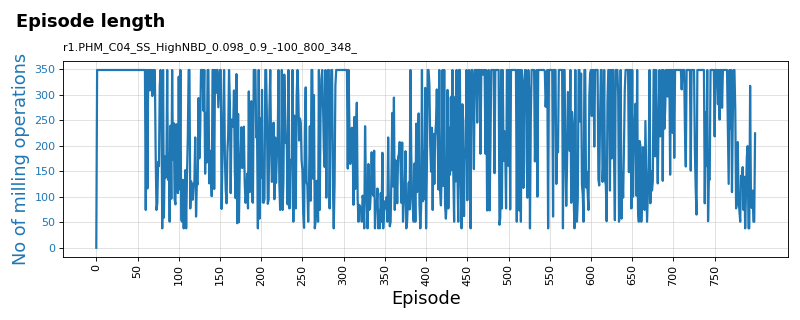 Episode length
r1.PHM_C04_SS_HighNBD_0.098_0.9_-100_800_348_
No of milling operations
350
300
250
200
150
100
50
0
0 50 100 150 200 250 300 350 400 450 500 550 600 650 700 750
Episode